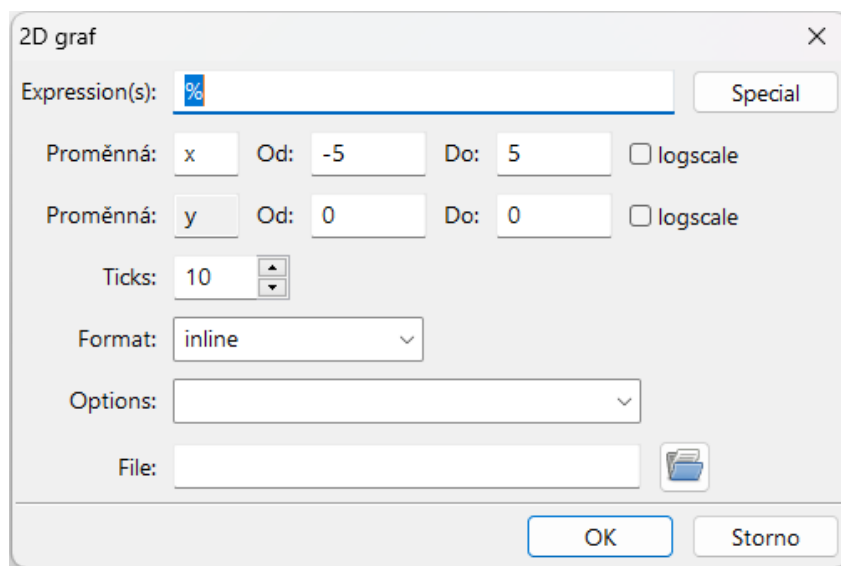 2D graf
Expression(s): % Special
Proměnná: x Od: -5 Do: 5 logscale
Proměnná: y Od: 0 Do: 0 logscale
Ticks: 10
Format: inline
Options:
File:
OK Storno